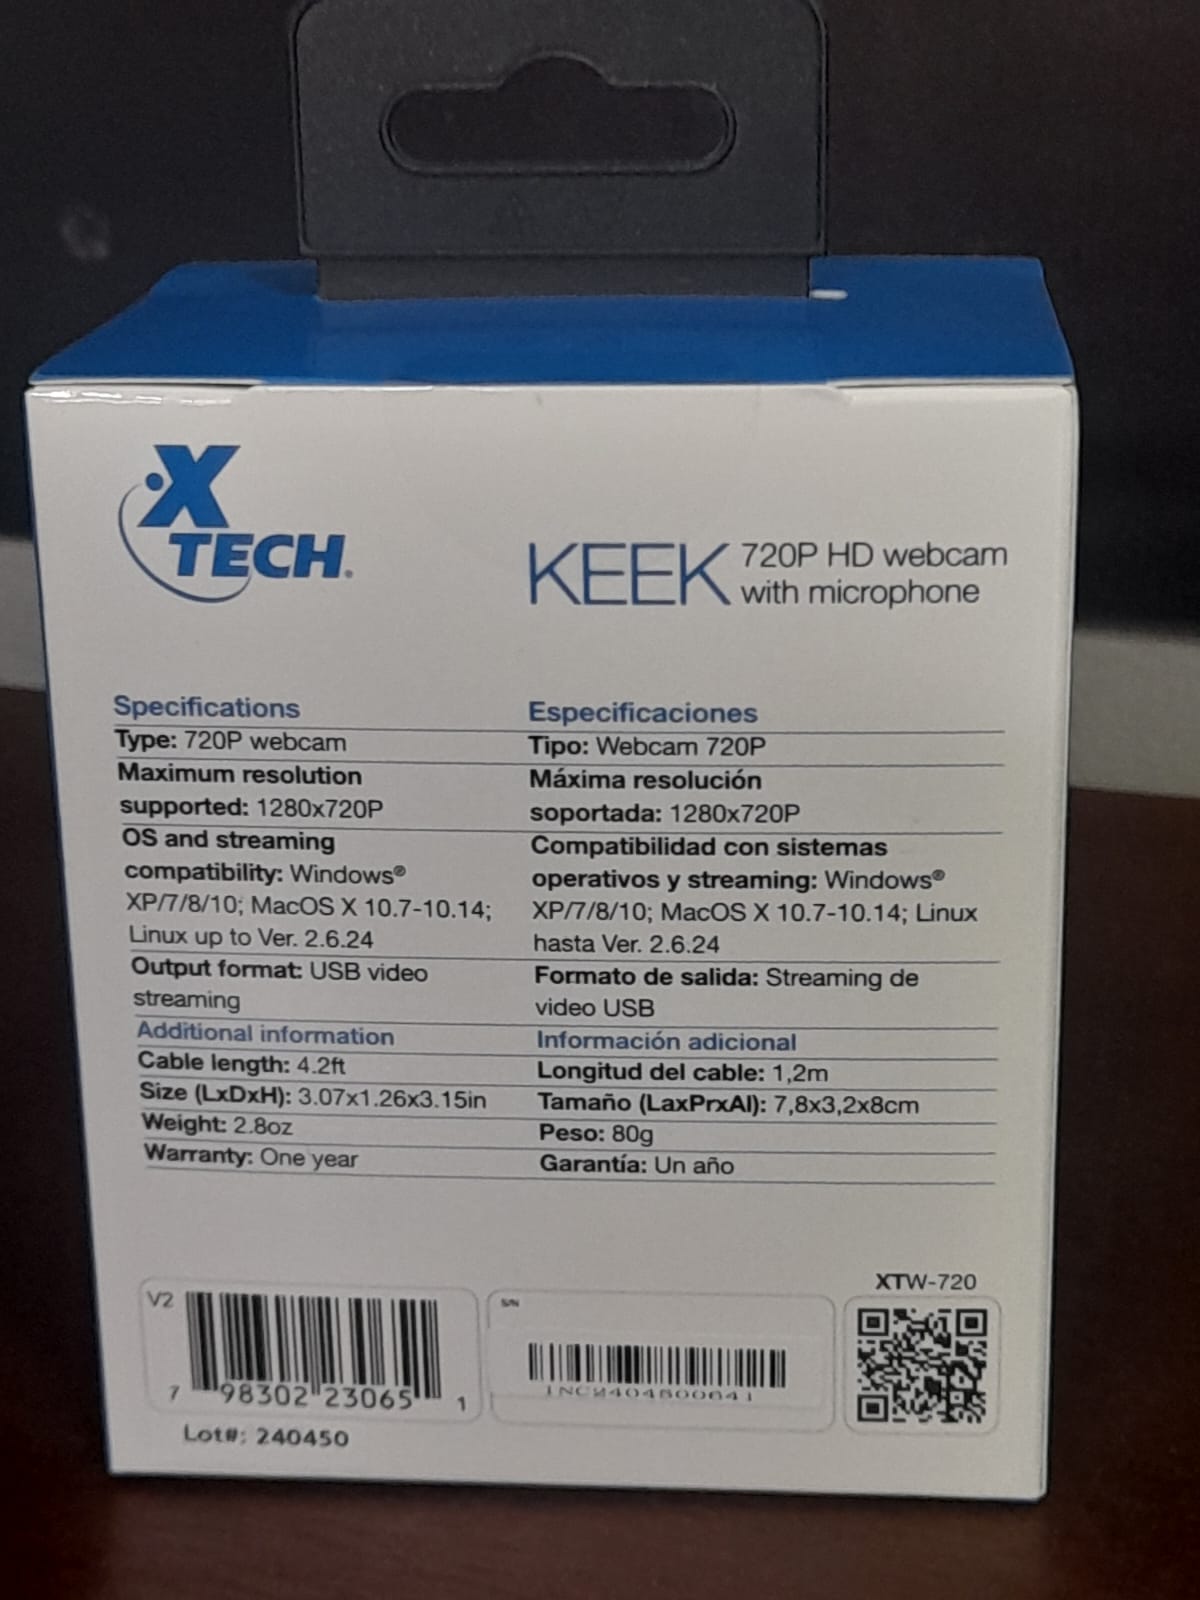 X
TECH.
KEEK 720P HD webcam
with microphone
Specifications
Type: 720P webcam
Maximum resolution
supported: 1280x720P
OS and streaming
compatibility: Windows®
XP/7/8/10; MacOS X 10.7-10.14;
Linux up to Ver. 2.6.24
Output format: USB video
streaming
Additional information
Cable length: 4.2ft
Size (LxDxH): 3.07x1.26x3.15in
Weight: 2.8oz
Warranty: One year
Especificaciones
Tipo: Webcam 720P
Máxima resolución
soportada: 1280x720P
Compatibilidad con sistemas
operativos y streaming: Windows®
XP/7/8/10; MacOS X 10.7-10.14; Linux
hasta Ver. 2.6.24
Formato de salida: Streaming de
video USB
Información adicional
Longitud del cable: 1,2m
Tamaño (LaxPrxAl): 7,8x3,2x8cm
Peso: 80g
Garantía: Un año
V2
7 98302 23065 1
Lot#: 240450
S/N
XTW-720